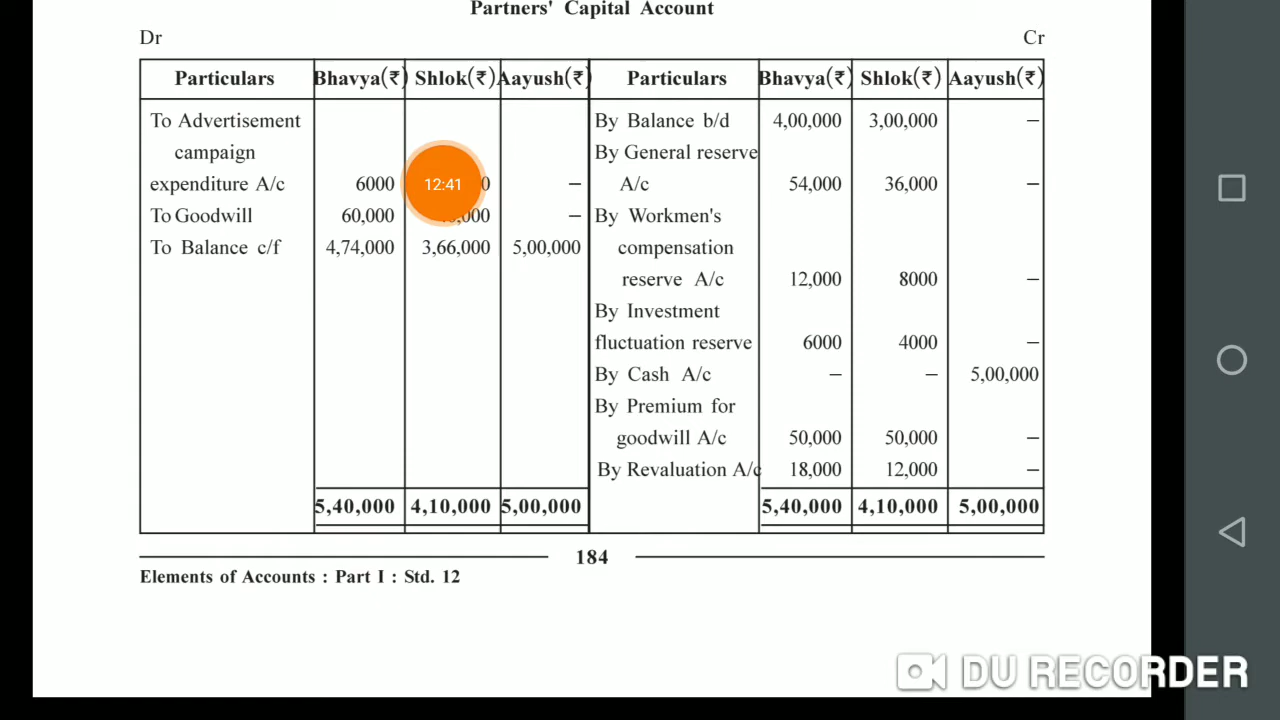 Partners' Capital Account
Dr Cr
Particulars Bhavya(₹) Shlok(₹) Aayush(₹) Particulars Bhavya(₹) Shlok(₹) Aayush(₹)
To Advertisement By Balance b/d 4,00,000 3,00,000 –
campaign By General reserve
expenditure A/c 6000 – A/c 54,000 36,000 –
To Goodwill 60,000 – By Workmen's
To Balance c/f 4,74,000 3,66,000 5,00,000 compensation
reserve A/c 12,000 8000 –
By Investment
fluctuation reserve 6000 4000 –
By Cash A/c – – 5,00,000
By Premium for
goodwill A/c 50,000 50,000 –
By Revaluation A/c 18,000 12,000 –
5,40,000 4,10,000 5,00,000 5,40,000 4,10,000 5,00,000
184
Elements of Accounts : Part I : Std. 12
12:41
DU RECORDER